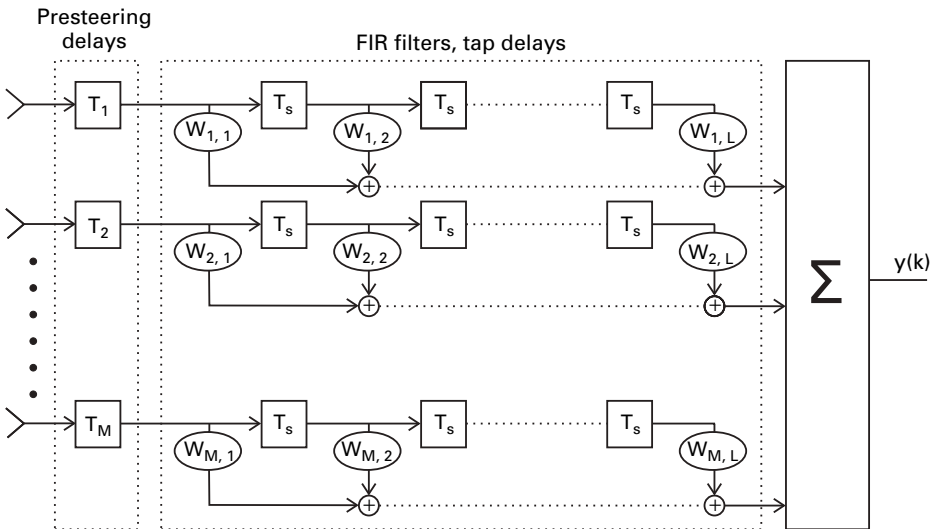 Presteering
delays
FIR filters, tap delays
T1 Ts Ts Ts
W1, 1 W1, 2 W1, L
T2 Ts Ts Ts
W2, 1 W2, 2 W2, L
Σ
y(k)
TM Ts Ts Ts
WM, 1 WM, 2 WM, L